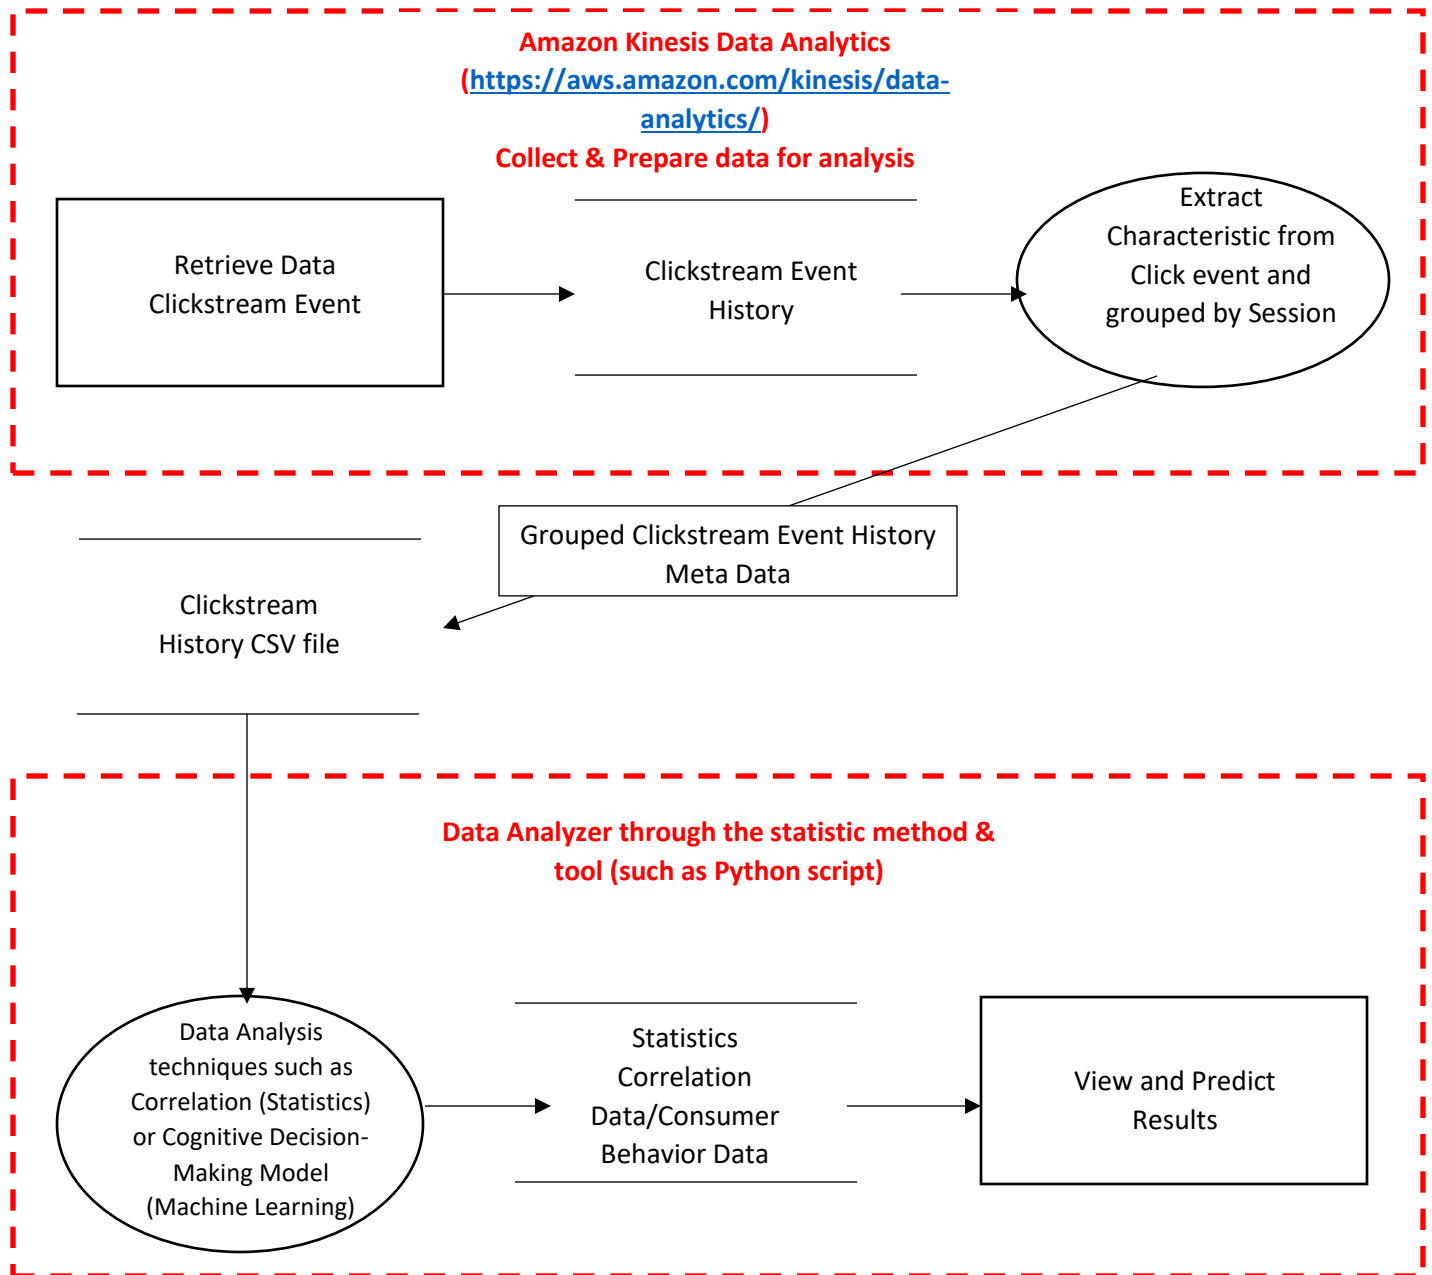 Amazon Kinesis Data Analytics
(https://aws.amazon.com/kinesis/data-
analytics/)
Collect & Prepare data for analysis
Retrieve Data
Clickstream Event
Clickstream Event
History
Extract
Characteristic from
Click event and
grouped by Session
Grouped Clickstream Event History
Meta Data
Clickstream
History CSV file
Data Analyzer through the statistic method &
tool (such as Python script)
Data Analysis
techniques such as
Correlation (Statistics)
or Cognitive Decision-
Making Model
(Machine Learning)
Statistics
Correlation
Data/Consumer
Behavior Data
View and Predict
Results